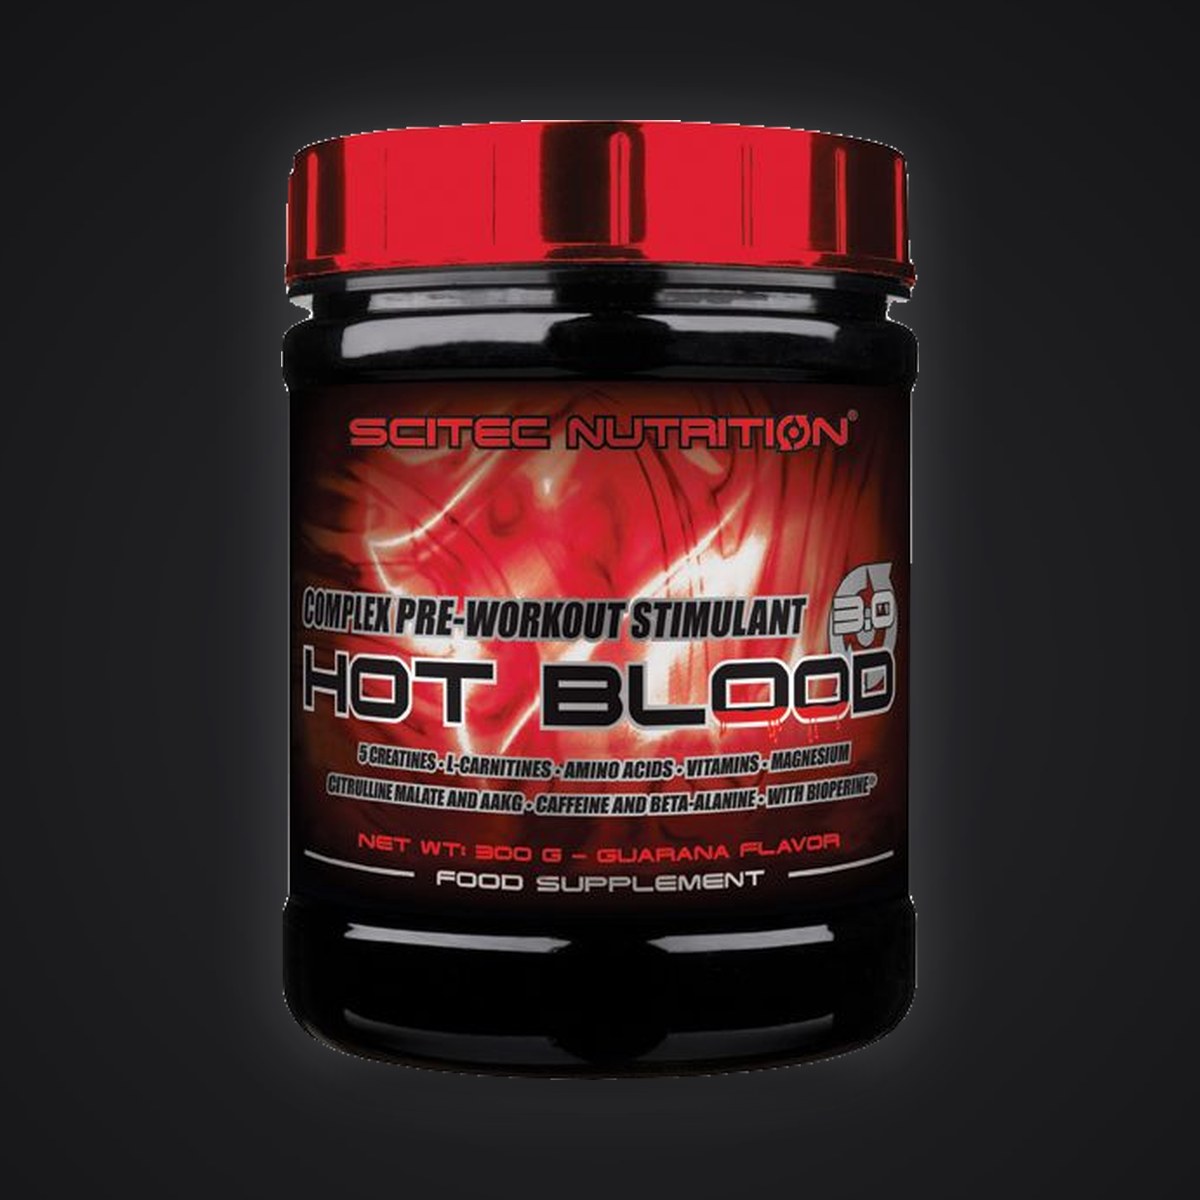 SCITEC NUTRITION®
COMPLEX PRE-WORKOUT STIMULANT
3.0
HOT BLOOD
5 CREATINES • L-CARNITINES • AMINO ACIDS • VITAMINS • MAGNESIUM
CITRULLINE MALATE AND AAKG • CAFFEINE AND BETA-ALANINE • WITH BIOPERINE®
NET WT: 300 G – GUARANA FLAVOR
FOOD SUPPLEMENT